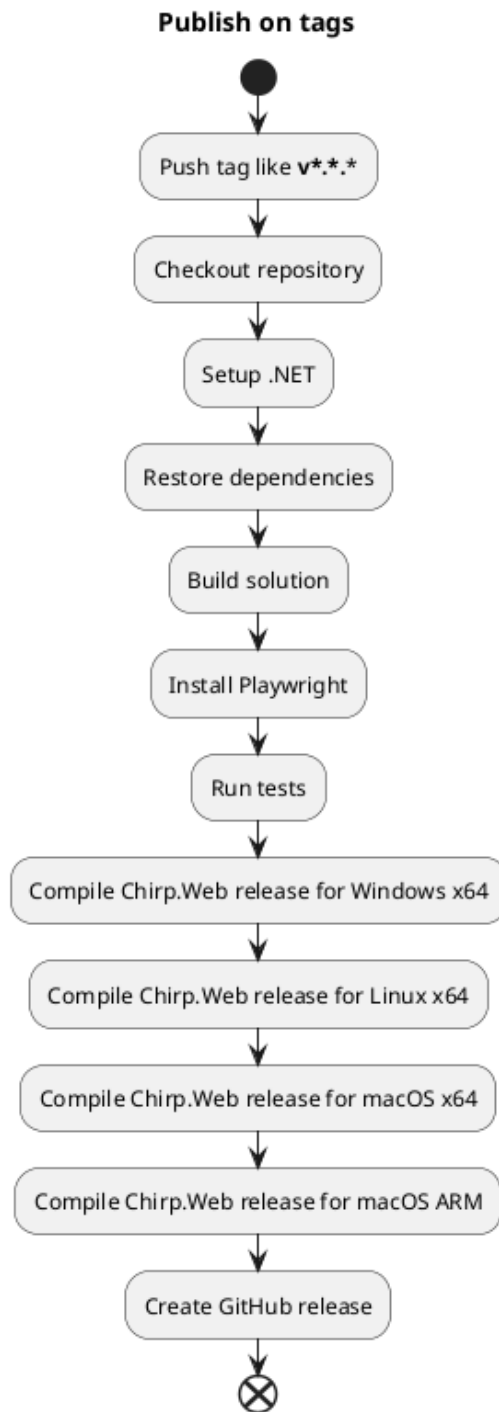 Publish on tags
Push tag like v*.*.*
Checkout repository
Setup .NET
Restore dependencies
Build solution
Install Playwright
Run tests
Compile Chirp.Web release for Windows x64
Compile Chirp.Web release for Linux x64
Compile Chirp.Web release for macOS x64
Compile Chirp.Web release for macOS ARM
Create GitHub release